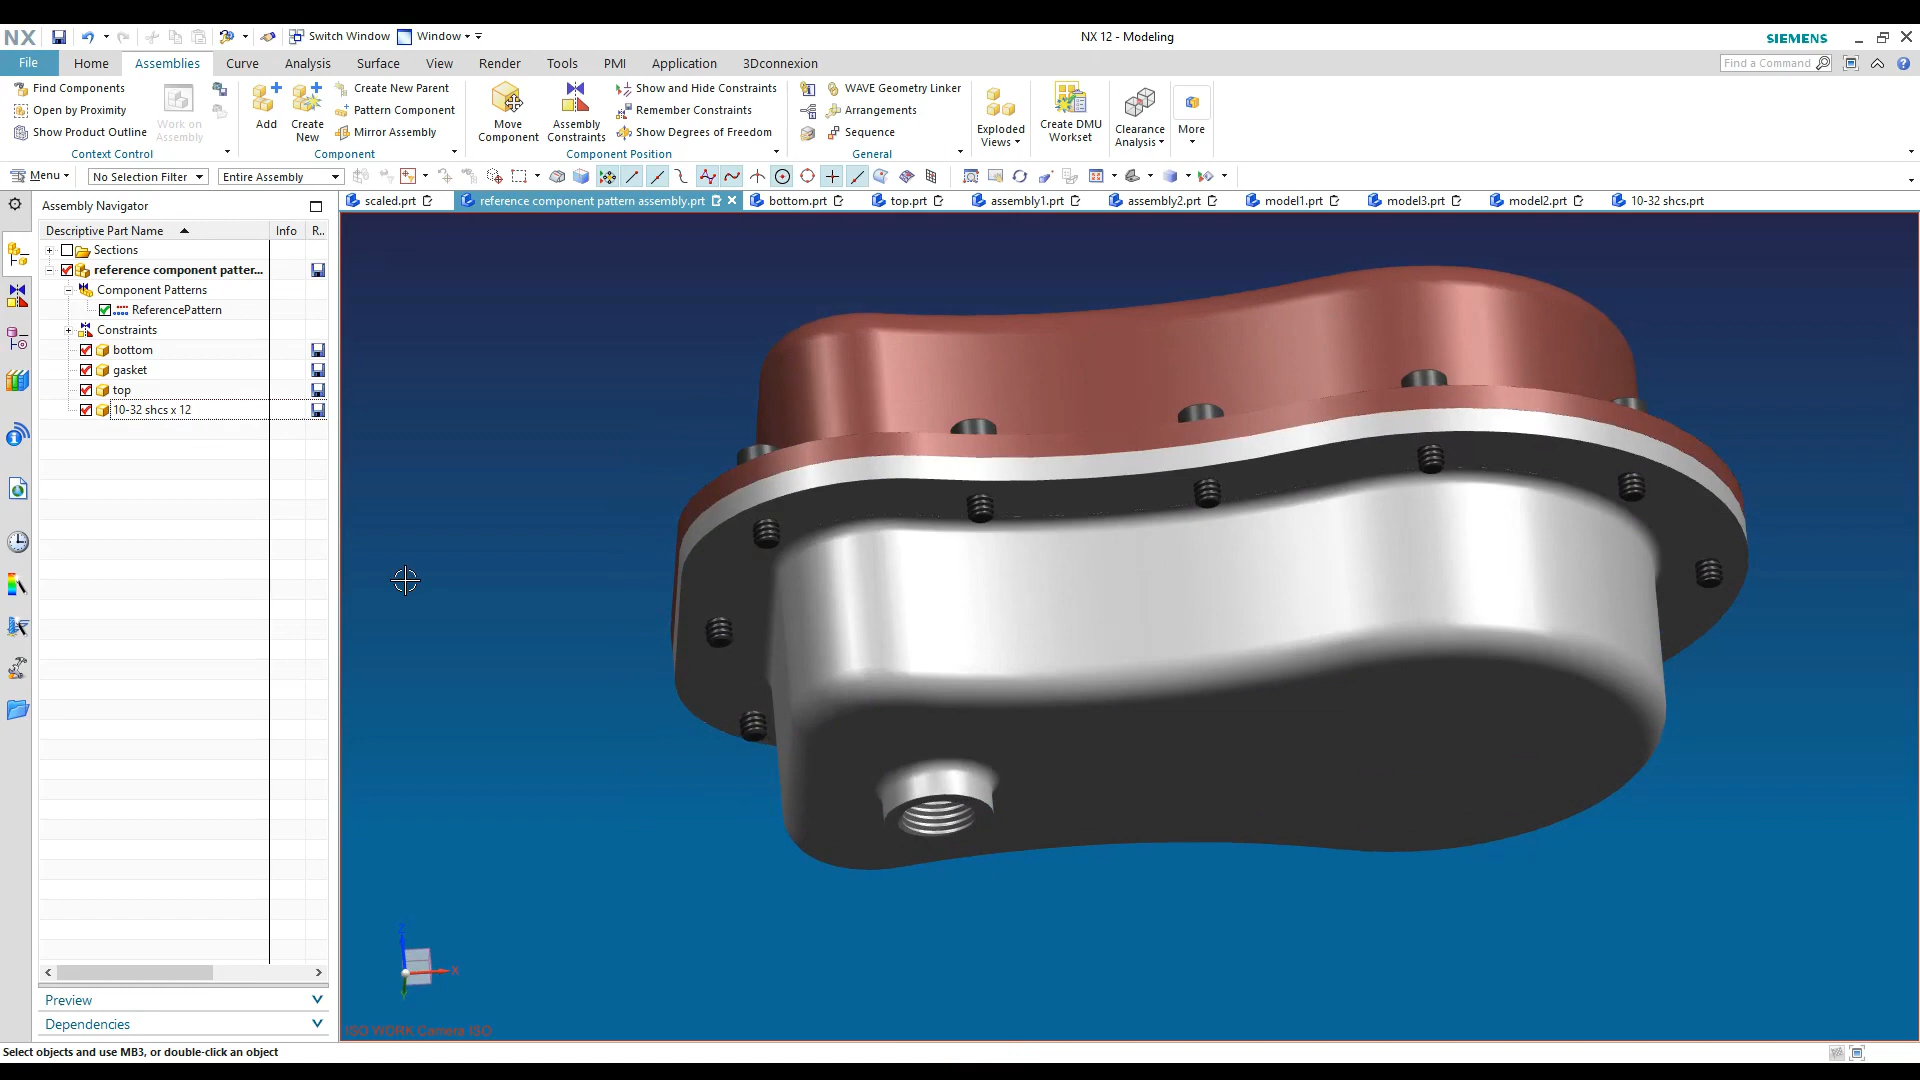 NX Switch Window Window NX 12 - Modeling SIEMENS
File Home Assemblies Curve Analysis Surface View Render Tools PMI Application 3Dconnexion Find a Command
Find Components
Open by Proximity
Show Product Outline
Work on
Assembly
Context Control
Add
Create
New
Create New Parent
Pattern Component
Mirror Assembly
Component
Move
Component
Assembly
Constraints
Show and Hide Constraints
Remember Constraints
Show Degrees of Freedom
Component Position
WAVE Geometry Linker
Arrangements
Sequence
General
Exploded
Views
Create DMU
Workset
Clearance
Analysis
More
Menu No Selection Filter Entire Assembly
scaled.prt reference component pattern assembly.prt bottom.prt top.prt assembly1.prt assembly2.prt model1.prt model3.prt model2.prt 10-32 shcs.prt
Assembly Navigator
Descriptive Part Name Info R..
Sections
reference component patter...
Component Patterns
ReferencePattern
Constraints
bottom
gasket
top
10-32 shcs x 12
Preview
Dependencies
Z
X
ISO WORK Camera ISO
Select objects and use MB3, or double-click an object